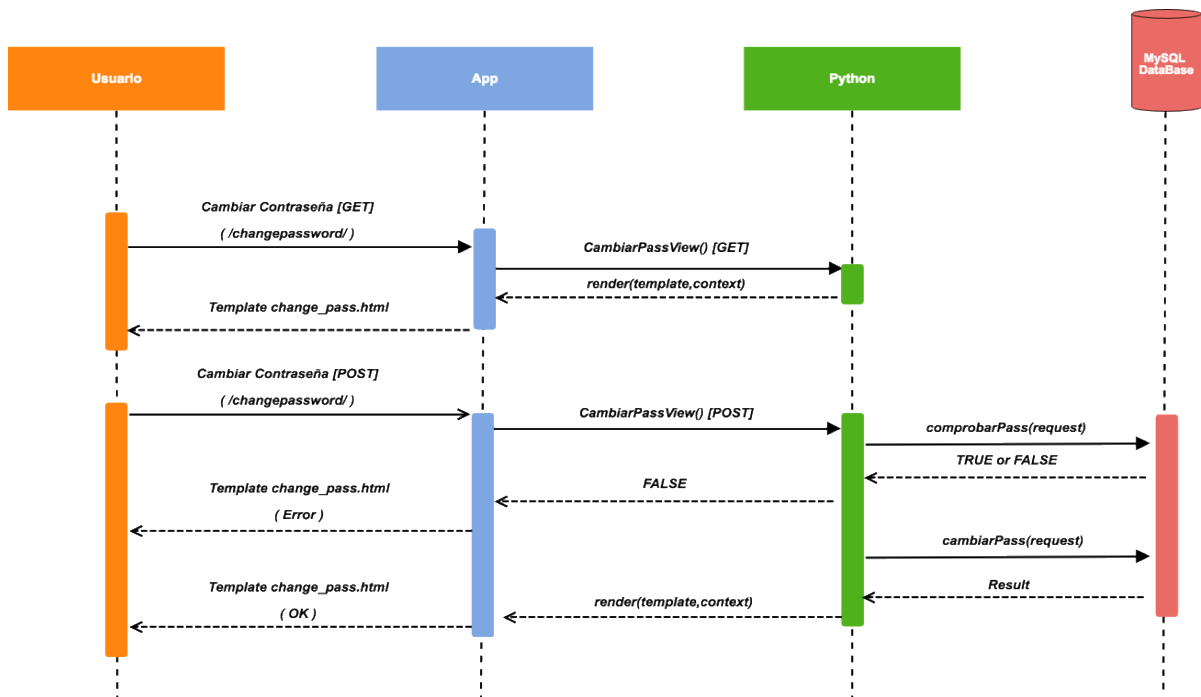 Usuario
App
Python
MySQL
DataBase
Cambiar Contraseña [GET]
( /changepassword/ )
CambiarPassView() [GET]
render(template,context)
Template change_pass.html
Cambiar Contraseña [POST]
( /changepassword/ )
CambiarPassView() [POST]
comprobarPass(request)
TRUE or FALSE
FALSE
Template change_pass.html
( Error )
cambiarPass(request)
Result
Template change_pass.html
( OK )
render(template,context)